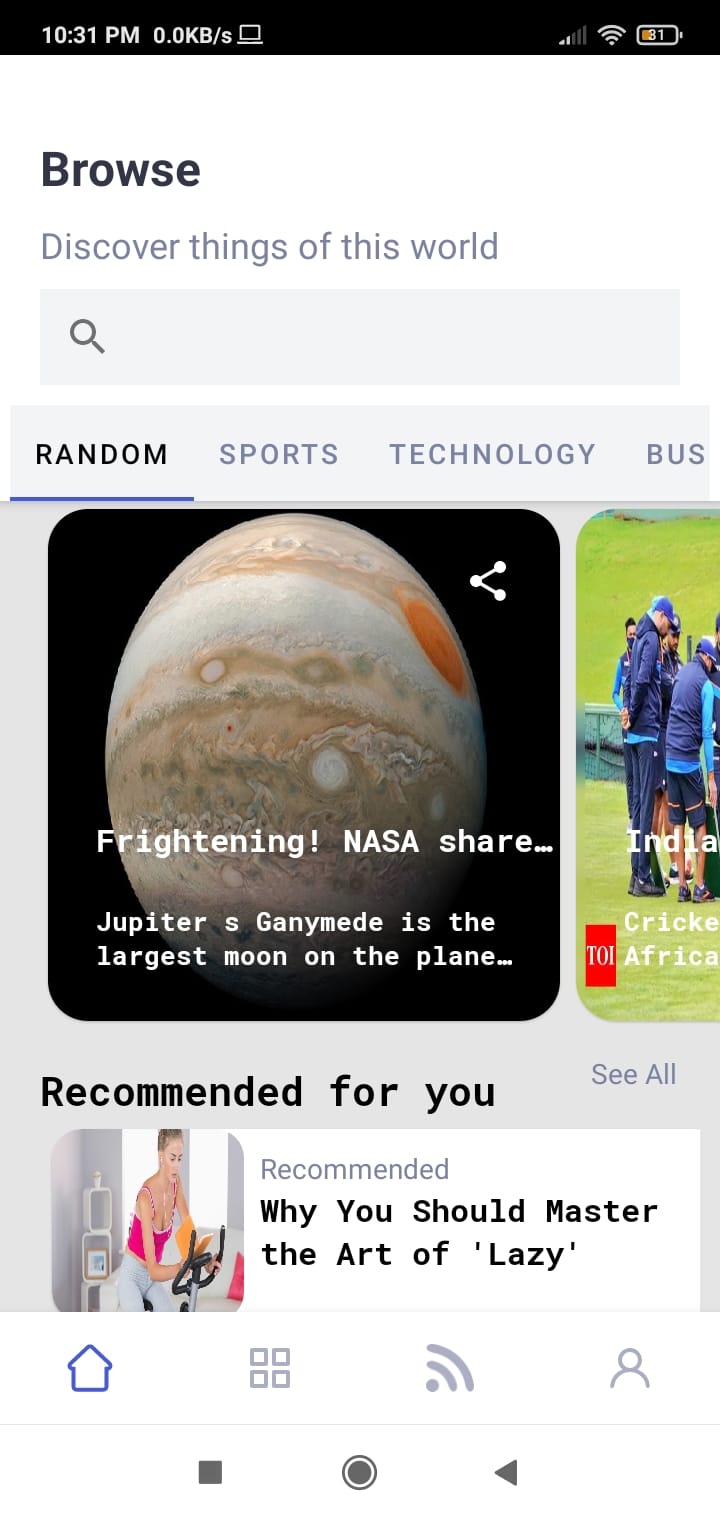 10:31 PM 0.0KB/s 31
Browse
Discover things of this world
RANDOM SPORTS TECHNOLOGY BUS
Frightening! NASA share…
Jupiter s Ganymede is the
largest moon on the plane…
India
Cricke
TOI Africa
Recommended for you
See All
Recommended
Why You Should Master
the Art of 'Lazy'